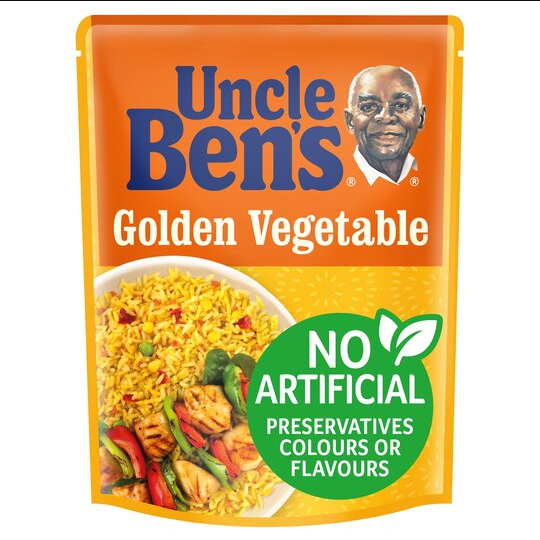 Uncle
Ben's
® ®
Golden Vegetable
NO
ARTIFICIAL
PRESERVATIVES
COLOURS OR
FLAVOURS